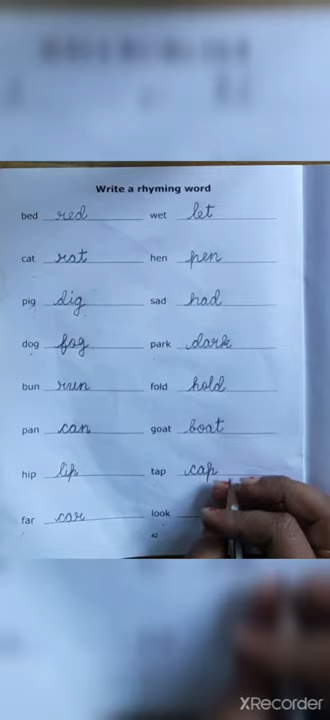 Write a rhyming word
bed red wet let
cat rat hen pen
pig dig sad had
dog fog park dark
bun run fold hold
pan can goat boat
hip lip tap cap
far car look
42
XRecorder